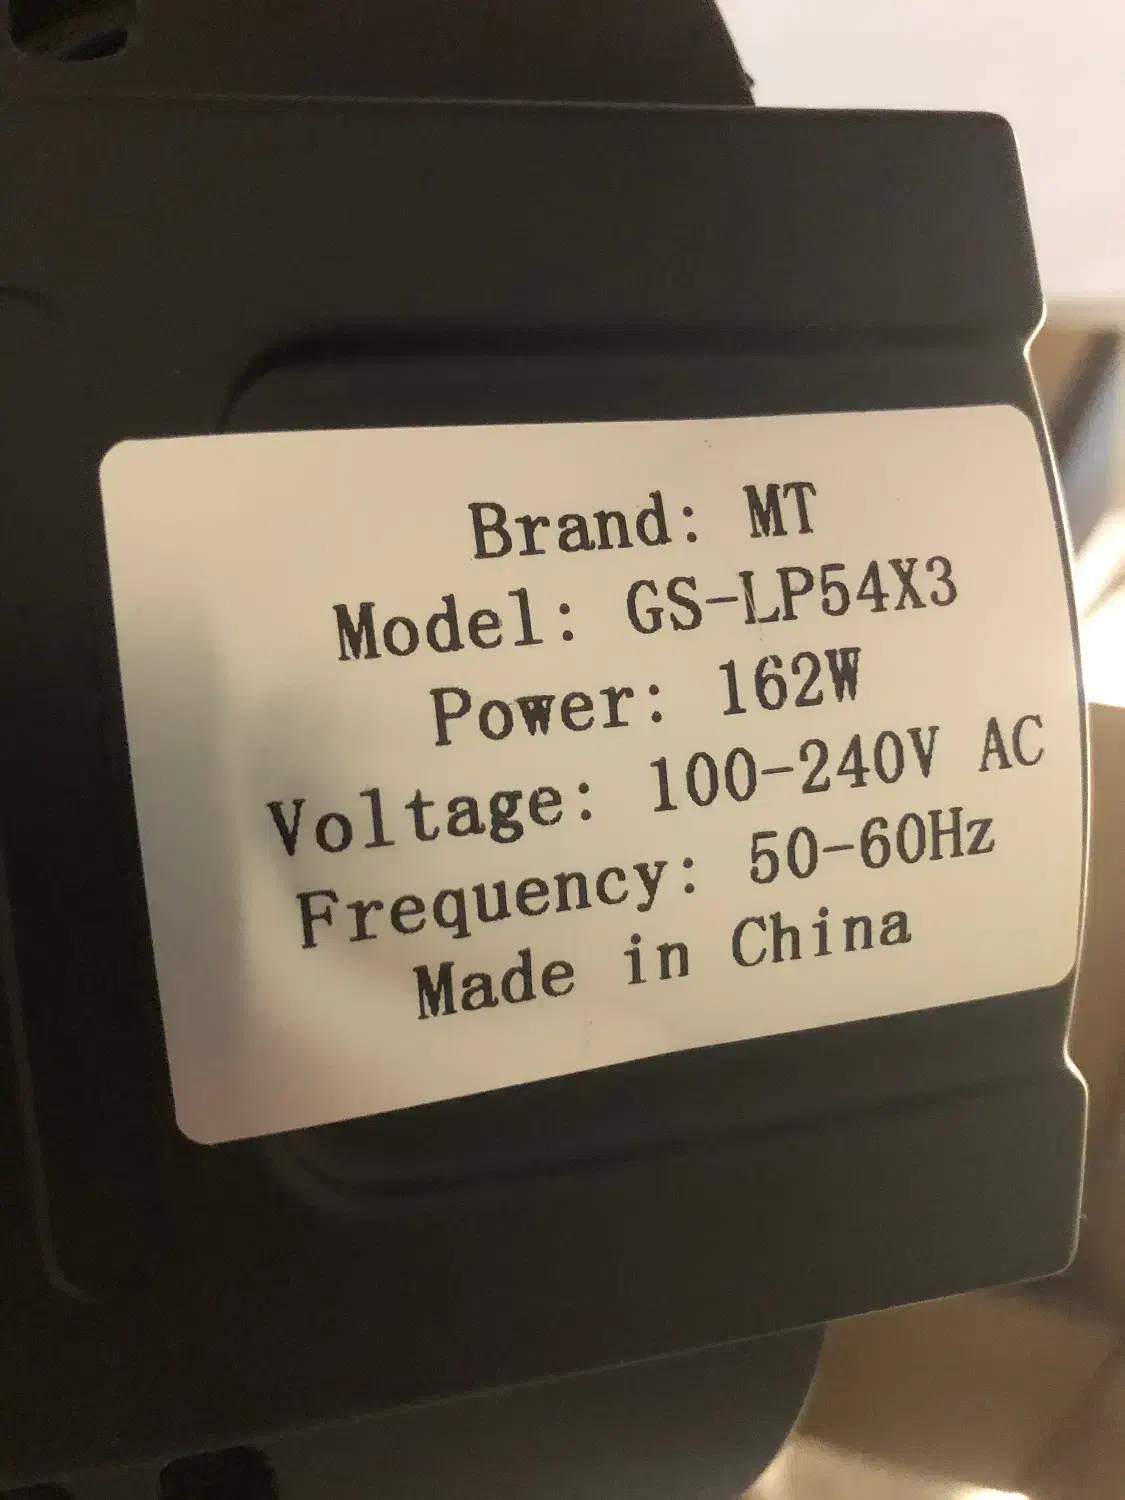 Brand: MT
Model: GS-LP54X3
Power: 162W
Voltage: 100-240V AC
Frequency: 50-60Hz
Made in China